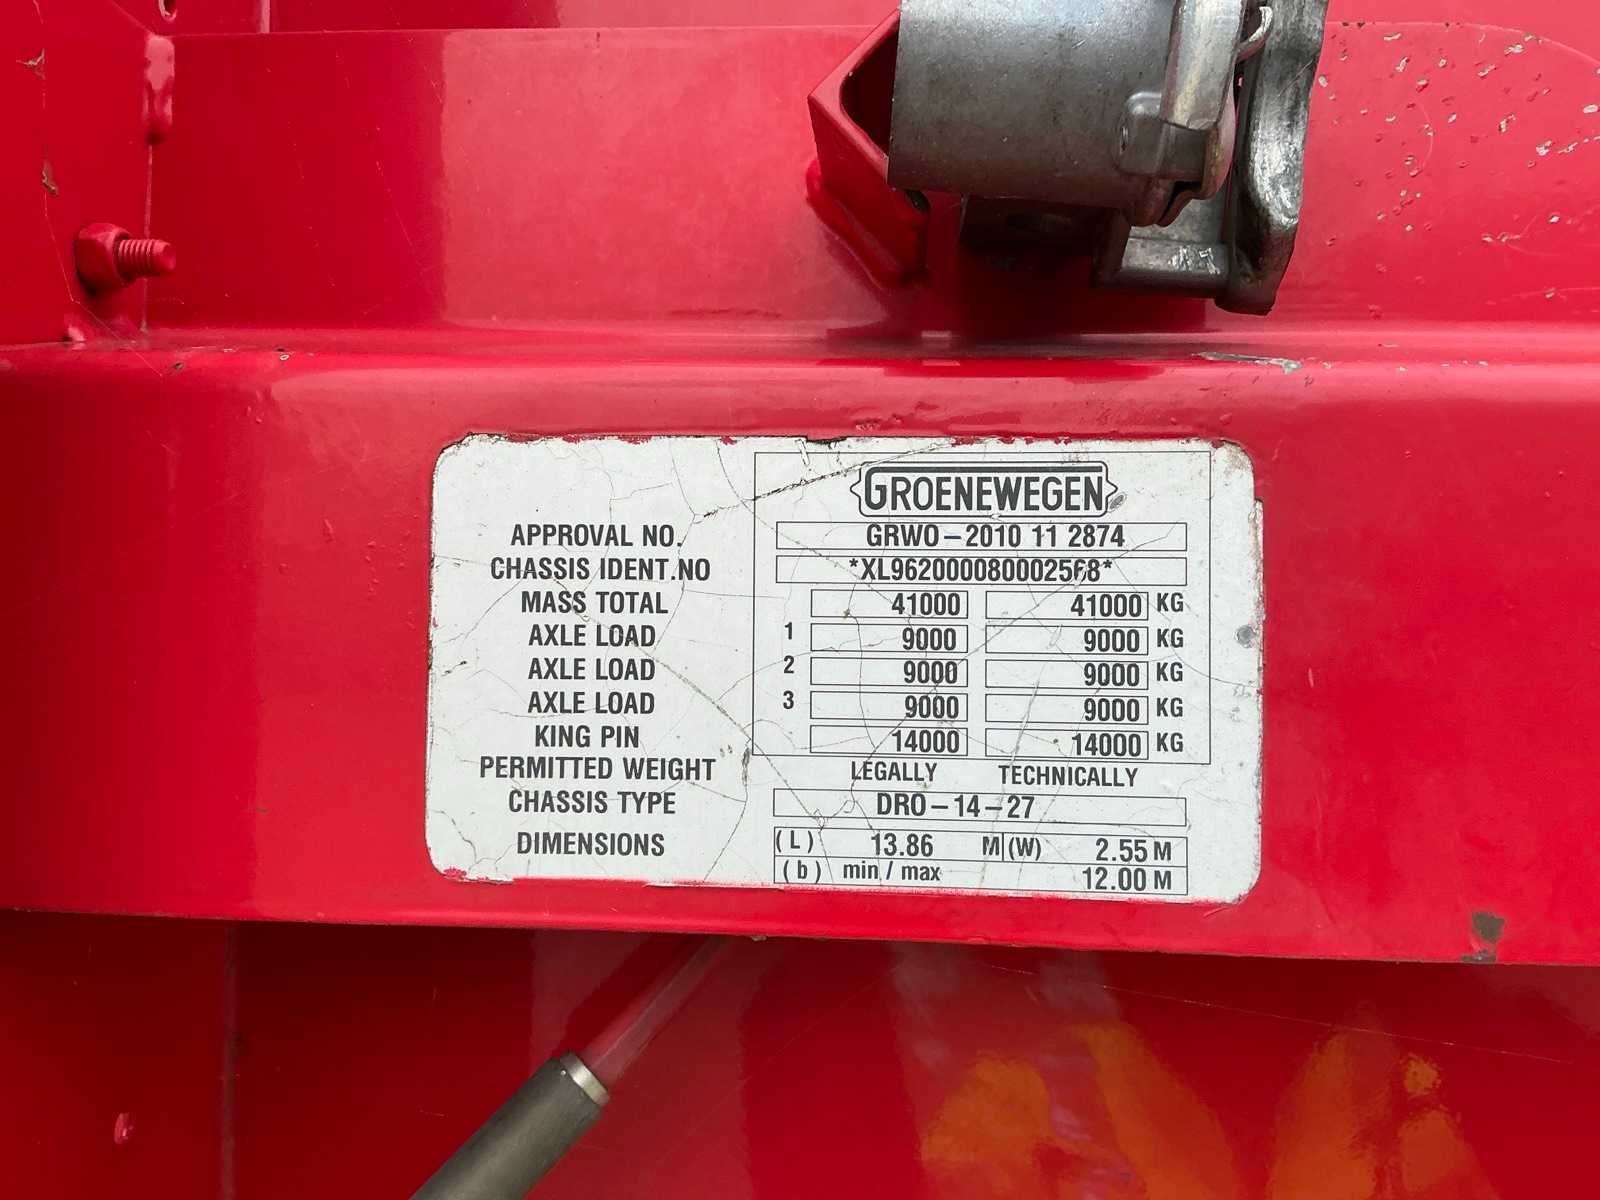 GROENEWEGEN
APPROVAL NO. GRWO-2010 11 2874
CHASSIS IDENT.NO *XL962000080002568*
MASS TOTAL 41000 41000 KG
AXLE LOAD 1 9000 9000 KG
AXLE LOAD 2 9000 9000 KG
AXLE LOAD 3 9000 9000 KG
KING PIN 14000 14000 KG
PERMITTED WEIGHT LEGALLY TECHNICALLY
CHASSIS TYPE DRO-14-27
DIMENSIONS (L) 13.86 M (W) 2.55 M
(b) min / max 12.00 M